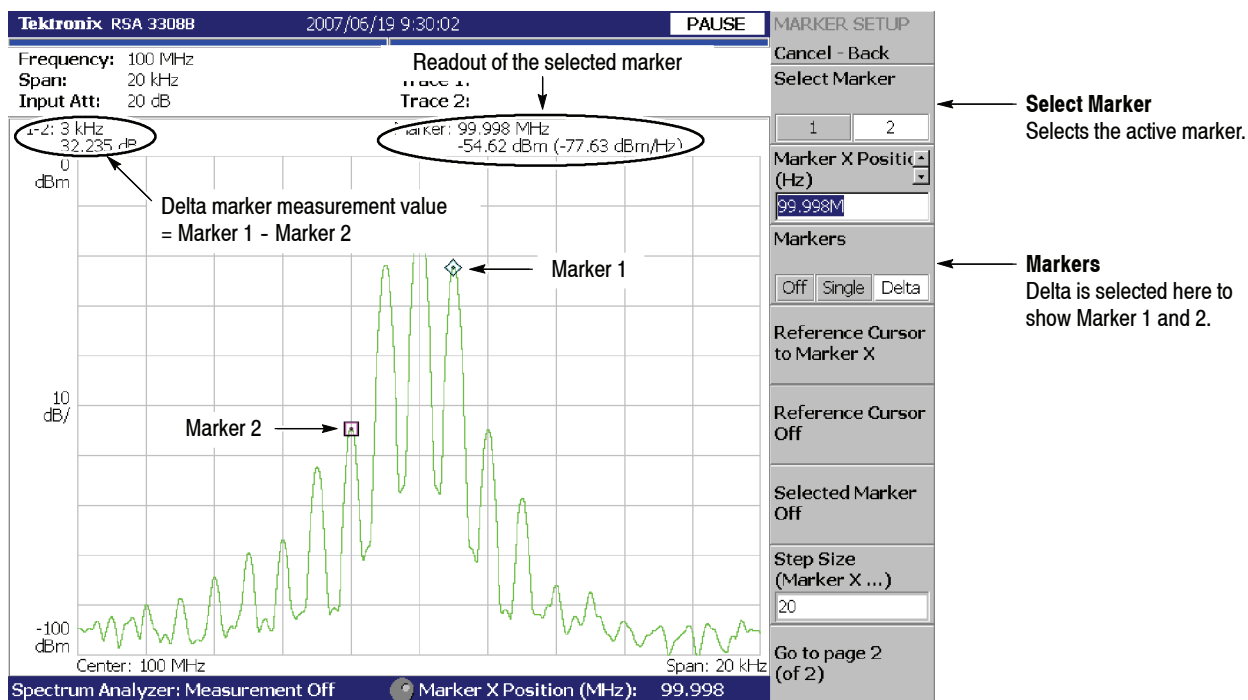 Tektronix RSA 3308B 2007/06/19 9:30:02 PAUSE
Frequency: 100 MHz
Span: 20 kHz
Input Att: 20 dB
Readout of the selected marker
Trace 2:
1-2: 3 kHz
32.235 dB
Marker: 99.998 MHz
-54.62 dBm (-77.63 dBm/Hz)
0
dBm
Delta marker measurement value
= Marker 1 - Marker 2
Marker 1
10
dB/
Marker 2
-100
dBm
Center: 100 MHz
Span: 20 kHz
Spectrum Analyzer: Measurement Off
Marker X Position (MHz): 99.998
MARKER SETUP
Cancel - Back
Select Marker
1 2
Marker X
(Hz)
99.998M
Markers
Off Single Delta
Reference Cursor
to Marker X
Reference Cursor
Off
Selected Marker
Off
Step Size
(Marker X ...)
20
Go to page 2
(of 2)
Select Marker
Selects the active marker.
Markers
Delta is selected here to
show Marker 1 and 2.